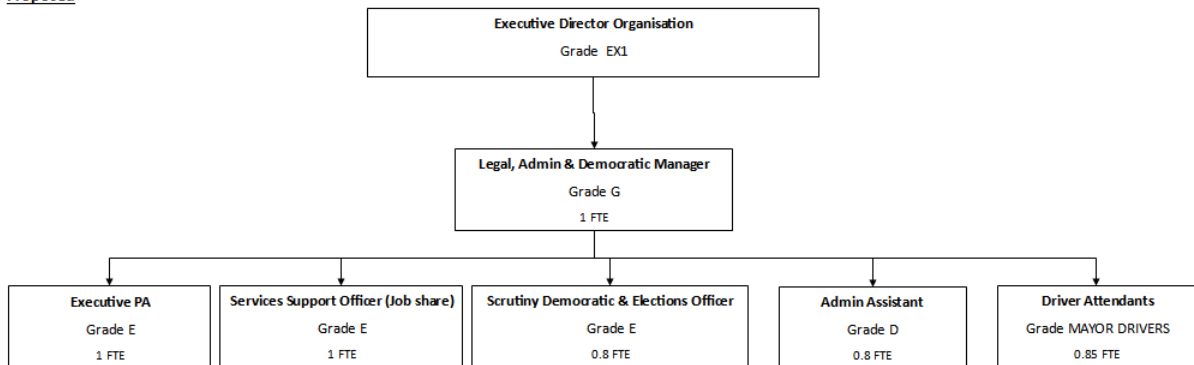 Proposed
Executive Director Organisation
Grade EX1
Legal, Admin & Democratic Manager
Grade G
1 FTE
Executive PA
Grade E
1 FTE
Services Support Officer (Job share)
Grade E
1 FTE
Scrutiny Democratic & Elections Officer
Grade E
0.8 FTE
Admin Assistant
Grade D
0.8 FTE
Driver Attendants
Grade MAYOR DRIVERS
0.85 FTE